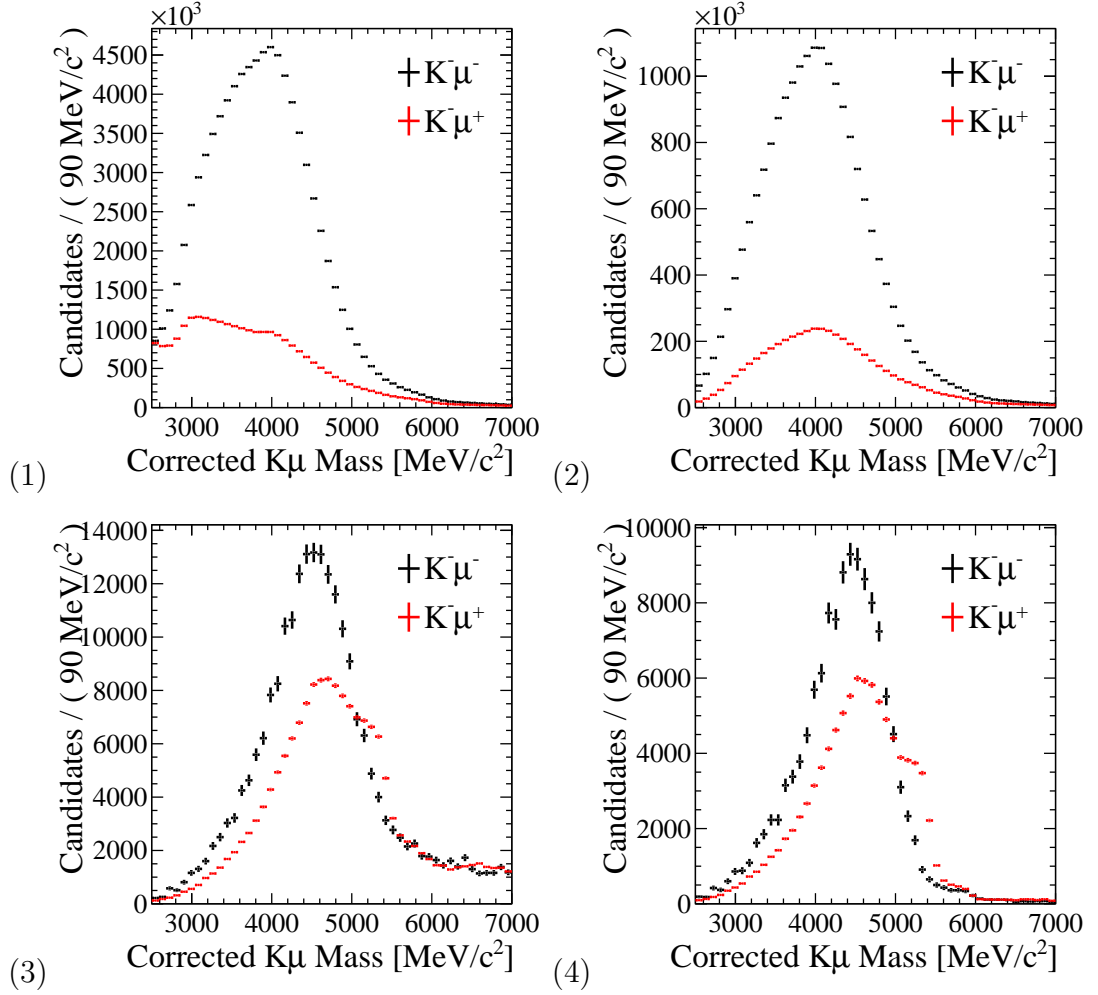 ×10³
4500
4000
3500
3000
2500
2000
1500
1000
500
0
3000 4000 5000 6000 7000
Candidates / ( 90 MeV/c²)
Corrected Kμ Mass [MeV/c²]
K⁻μ⁻
K⁻μ⁺
(1)
×10³
1000
800
600
400
200
0
3000 4000 5000 6000 7000
Candidates / ( 90 MeV/c²)
Corrected Kμ Mass [MeV/c²]
K⁻μ⁻
K⁻μ⁺
(2)
14000
12000
10000
8000
6000
4000
2000
0
3000 4000 5000 6000 7000
Candidates / ( 90 MeV/c²)
Corrected Kμ Mass [MeV/c²]
K⁻μ⁻
K⁻μ⁺
(3)
10000
8000
6000
4000
2000
0
3000 4000 5000 6000 7000
Candidates / ( 90 MeV/c²)
Corrected Kμ Mass [MeV/c²]
K⁻μ⁻
K⁻μ⁺
(4)